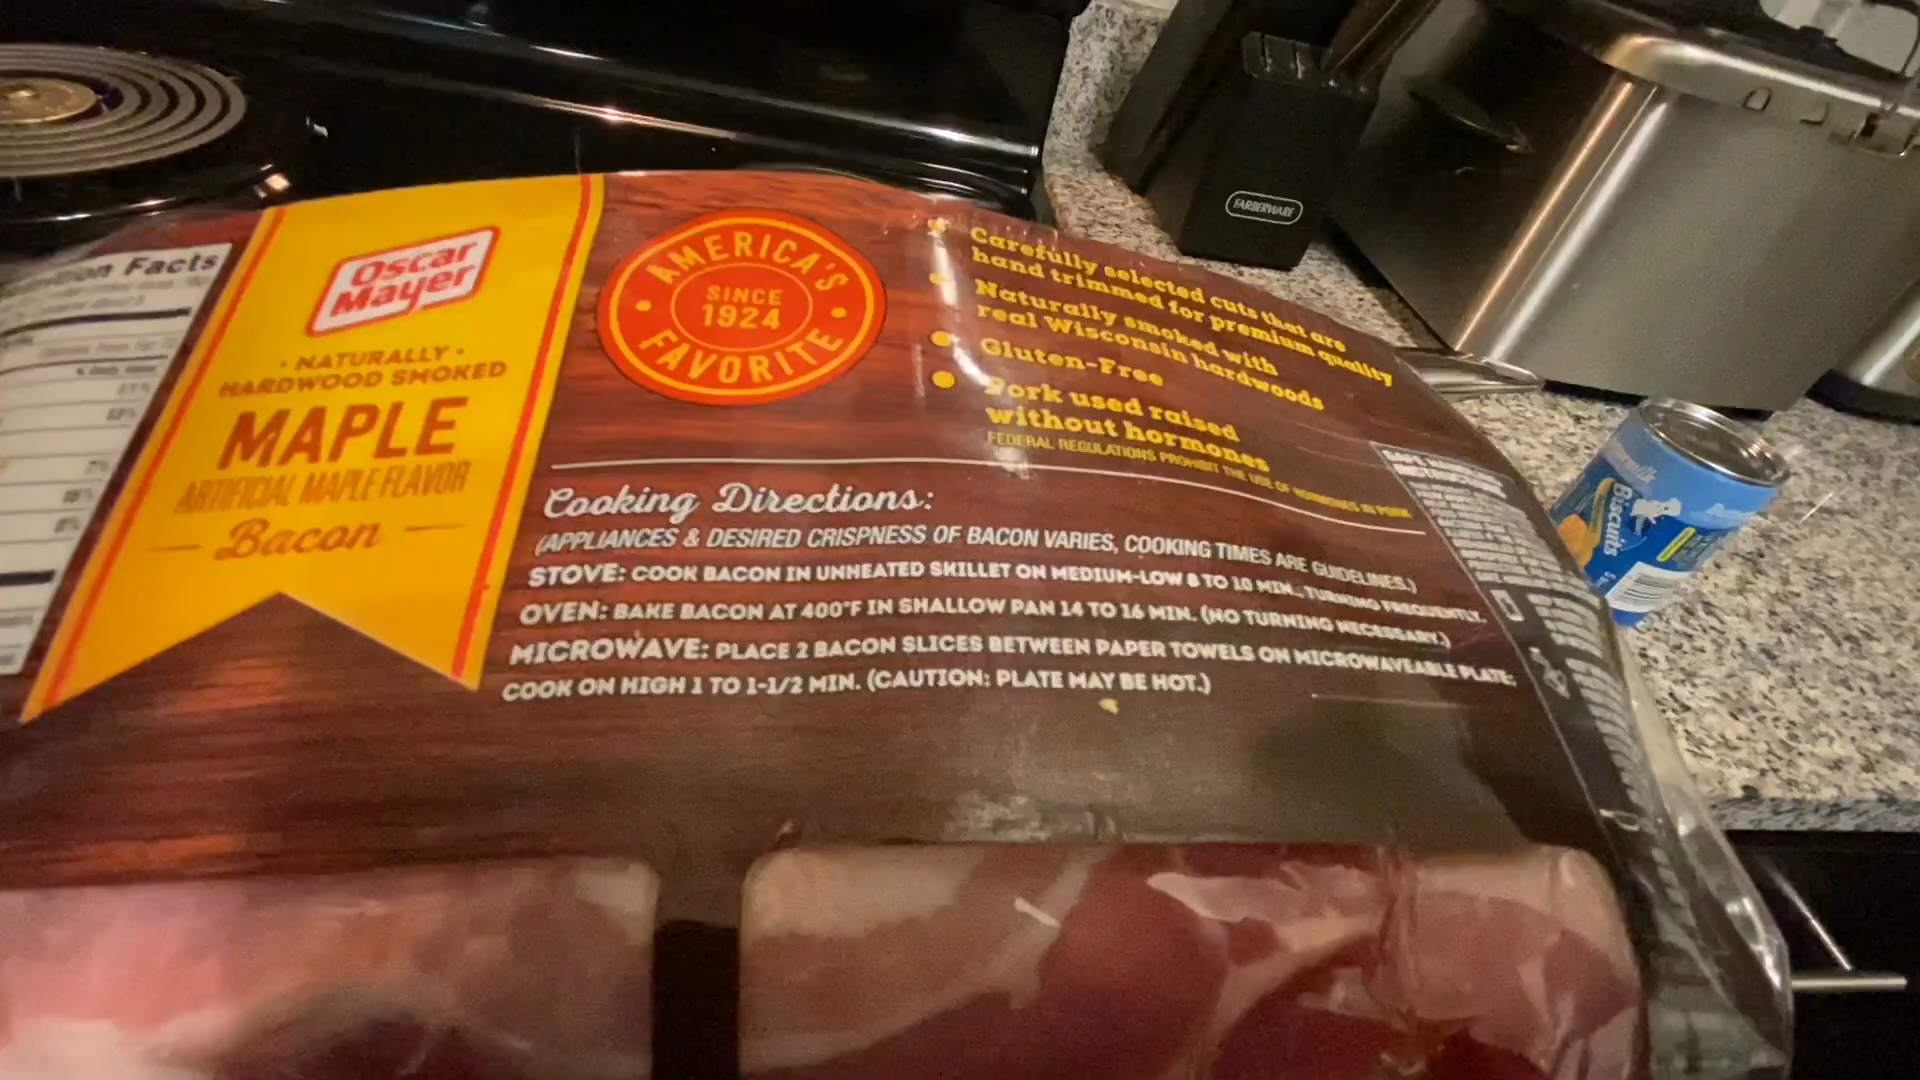 Facts
Oscar
Mayer
• NATURALLY •
HARDWOOD SMOKED
MAPLE
ARTIFICIAL MAPLE FLAVOR
Bacon
AMERICA'S
SINCE
1924
FAVORITE
• Carefully selected cuts that are
hand trimmed for premium quality
• Naturally smoked with
real Wisconsin hardwoods
• Gluten-Free
• Pork used raised
without hormones
FEDERAL REGULATIONS PROHIBIT THE USE OF HORMONES IN PORK
Cooking Directions:
(APPLIANCES & DESIRED CRISPNESS OF BACON VARIES, COOKING TIMES ARE GUIDELINES.)
STOVE: COOK BACON IN UNHEATED SKILLET ON MEDIUM-LOW 8 TO 10 MIN., TURNING FREQUENTLY.
OVEN: BAKE BACON AT 400°F IN SHALLOW PAN 14 TO 16 MIN. (NO TURNING NECESSARY.)
MICROWAVE: PLACE 2 BACON SLICES BETWEEN PAPER TOWELS ON MICROWAVEABLE PLATE;
COOK ON HIGH 1 TO 1-1/2 MIN. (CAUTION: PLATE MAY BE HOT.)
FARBERWARE
Biscuits